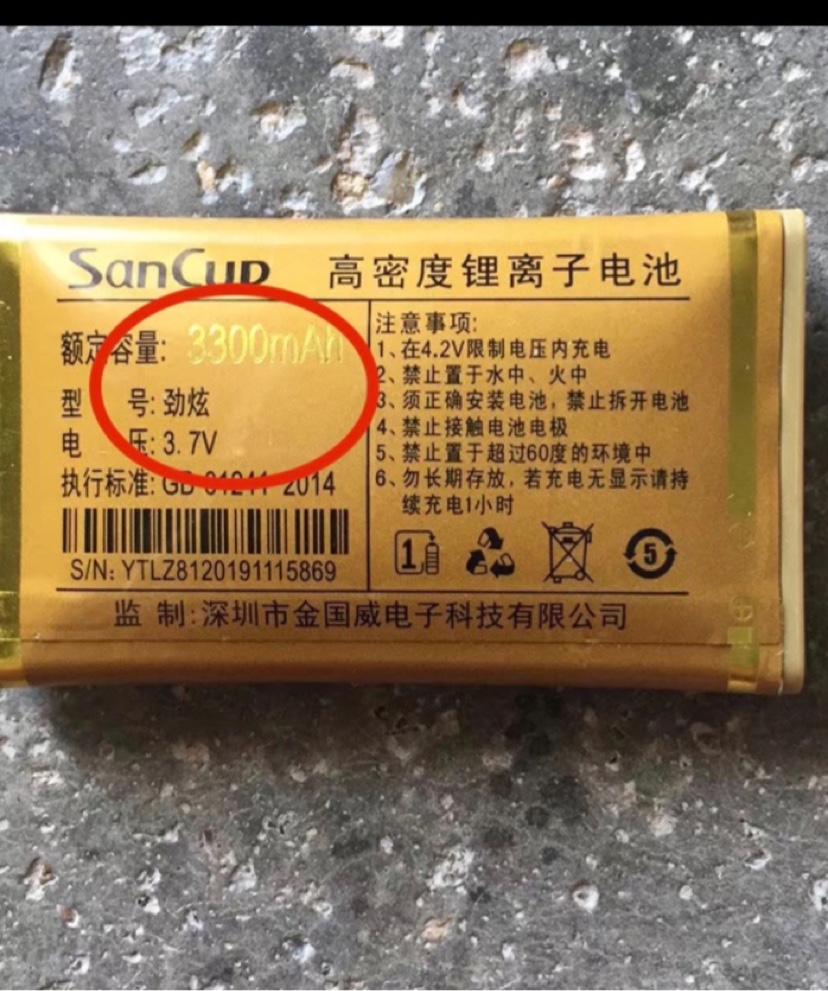 SanCup
高密度锂离子电池
额定容量: 3300mAh
型 号: 劲炫
电 压: 3.7V
执行标准: GB 31241-2014
S/N: YTLZ8120191115869
注意事项:
1、在4.2V限制电压内充电
2、禁止置于水中、火中
3、须正确安装电池，禁止拆开电池
4、禁止接触电池电极
5、禁止置于超过60度的环境中
6、勿长期存放，若充电无显示请持
续充电1小时
1
5
监 制: 深圳市金国威电子科技有限公司